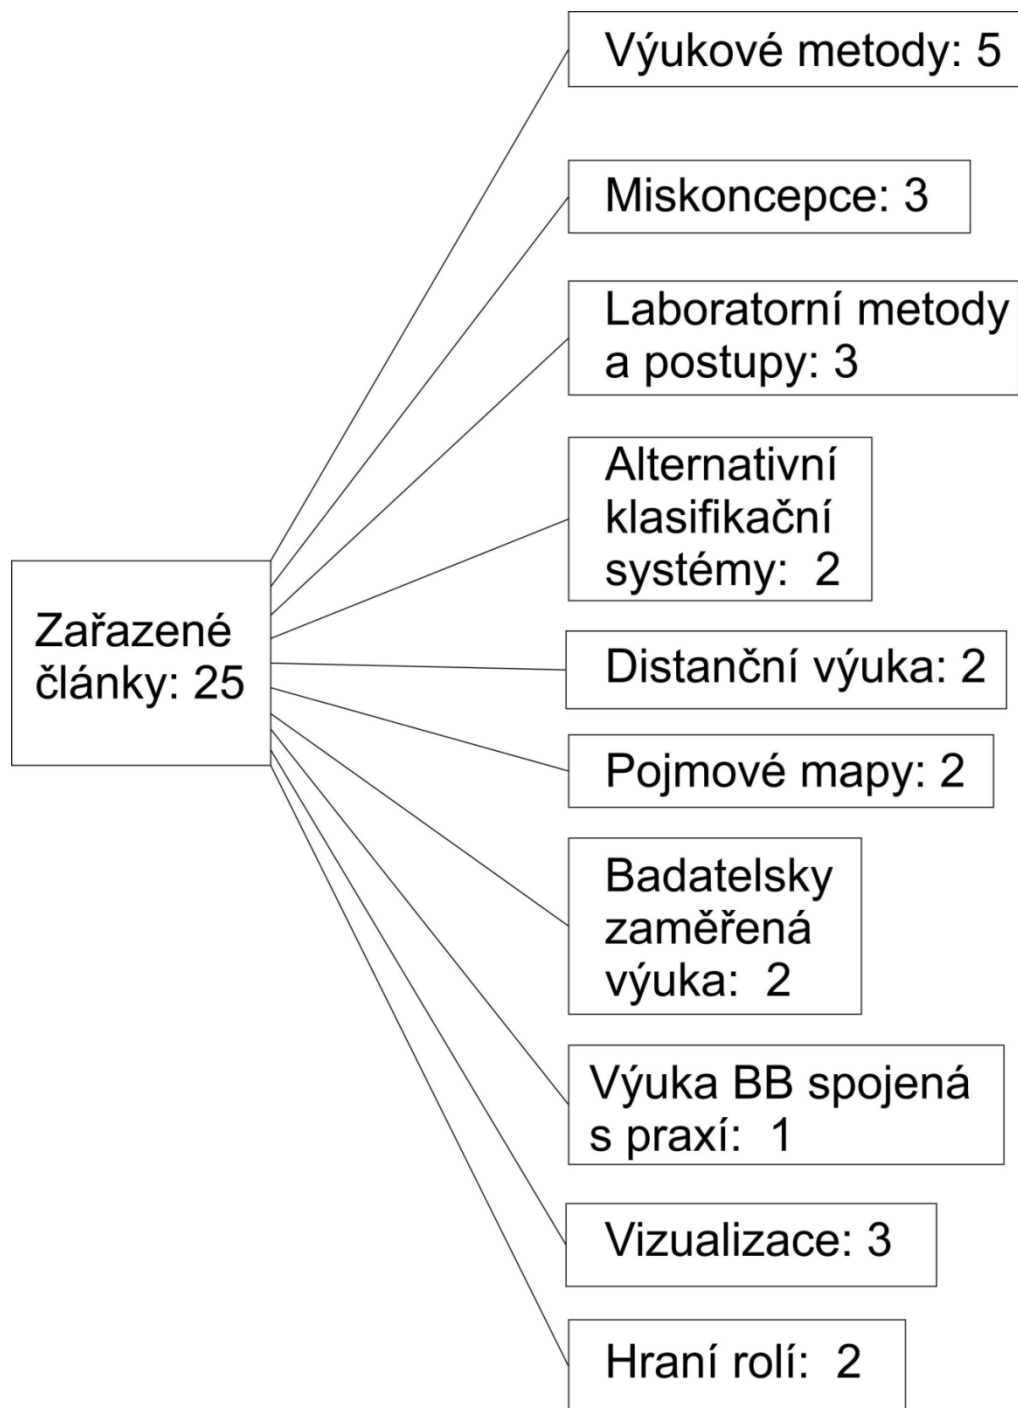 Výukové metody: 5
Miskoncepce: 3
Laboratorní metody
a postupy: 3
Alternativní
klasifikační
systémy: 2
Zařazené
články: 25
Distanční výuka: 2
Pojmové mapy: 2
Badatelsky
zaměřená
výuka: 2
Výuka BB spojená
s praxí: 1
Vizualizace: 3
Hraní rolí: 2